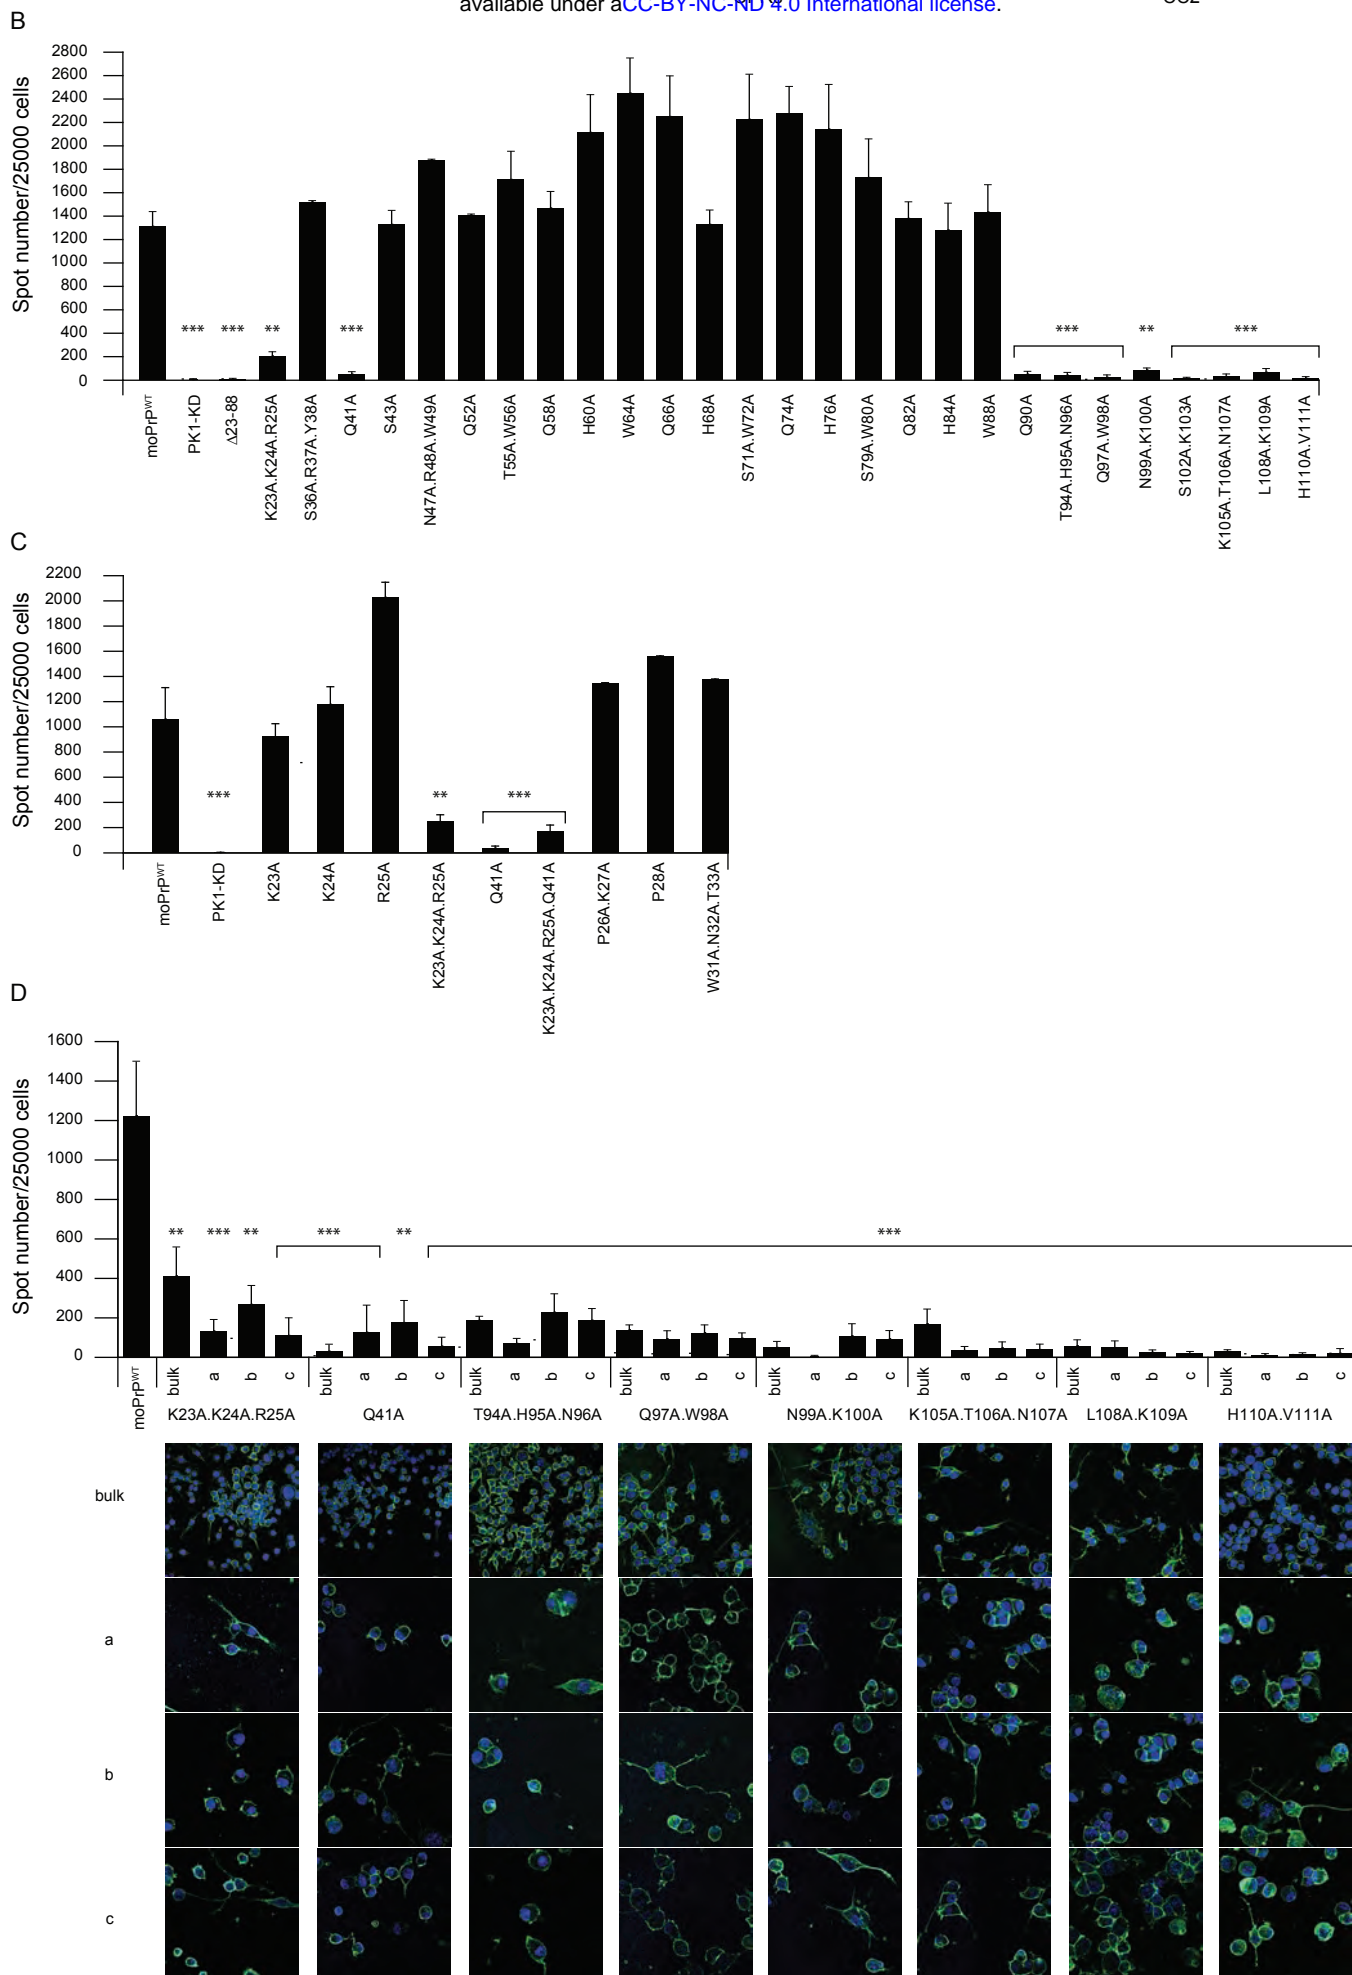 available under aCC-BY-NC-ND 4.0 International license.
B
Spot number/25000 cells
2800
2600
2400
2200
2000
1800
1600
1400
1200
1000
800
600
400
200
0
*** *** ** *** *** ** ***
moPrPWT
PK1-KD
Δ23-88
K23A.K24A.R25A
S36A.R37A.Y38A
Q41A
S43A
N47A.R48A.W49A
Q52A
T55A.W56A
Q58A
H60A
W64A
Q66A
H68A
S71A.W72A
Q74A
H76A
S79A.W80A
Q82A
H84A
W88A
Q90A
T94A.H95A.N96A
Q97A.W98A
N99A.K100A
S102A.K103A
K105A.T106A.N107A
L108A.K109A
H110A.V111A
C
Spot number/25000 cells
2200
2000
1800
1600
1400
1200
1000
800
600
400
200
0
*** ** ***
moPrPWT
PK1-KD
K23A
K24A
R25A
K23A.K24A.R25A
Q41A
K23A.K24A.R25A.Q41A
P26A.K27A
P28A
W31A.N32A.T33A
D
Spot number/25000 cells
1600
1400
1200
1000
800
600
400
200
0
** *** ** *** ** ***
moPrPWT
bulk a b c bulk a b c bulk a b c bulk a b c bulk a b c bulk a b c bulk a b c bulk a b c
K23A.K24A.R25A Q41A T94A.H95A.N96A Q97A.W98A N99A.K100A K105A.T106A.N107A L108A.K109A H110A.V111A
bulk
a
b
c